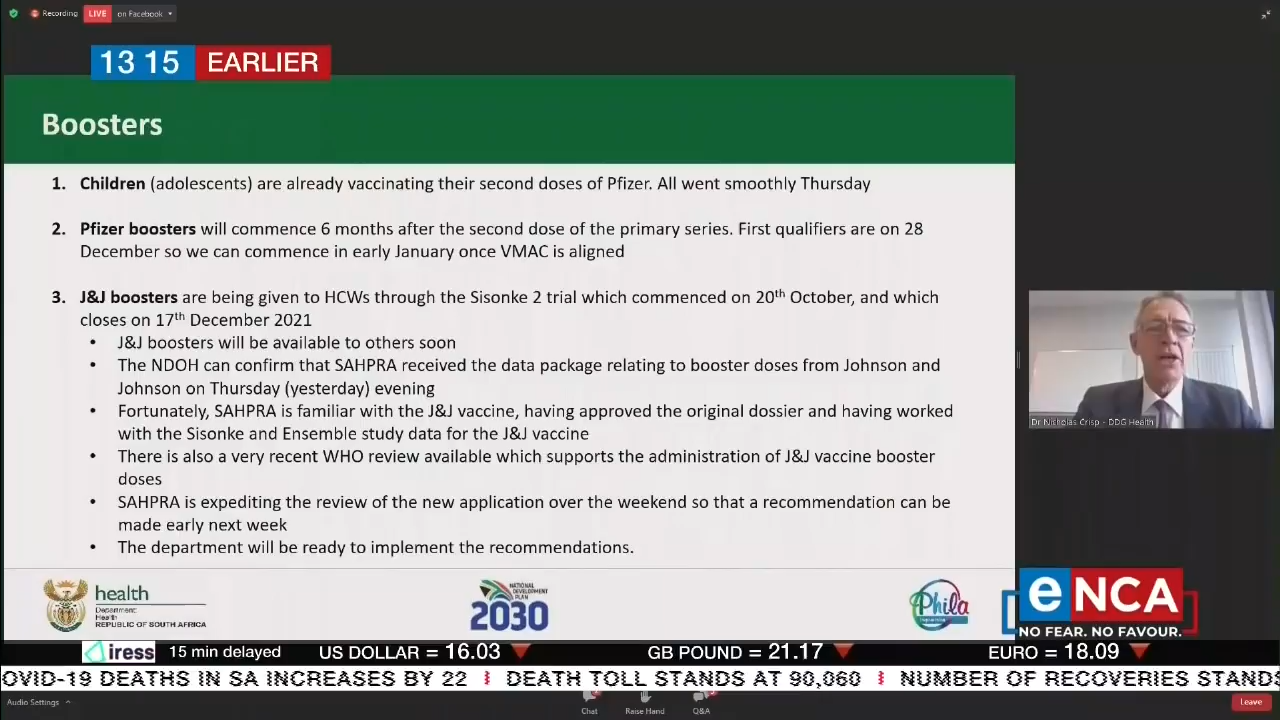 Recording LIVE on Facebook
13 15 EARLIER
Boosters
1. Children (adolescents) are already vaccinating their second doses of Pfizer. All went smoothly Thursday
2. Pfizer boosters will commence 6 months after the second dose of the primary series. First qualifiers are on 28
December so we can commence in early January once VMAC is aligned
3. J&J boosters are being given to HCWs through the Sisonke 2 trial which commenced on 20th October, and which
closes on 17th December 2021
• J&J boosters will be available to others soon
• The NDOH can confirm that SAHPRA received the data package relating to booster doses from Johnson and
Johnson on Thursday (yesterday) evening
• Fortunately, SAHPRA is familiar with the J&J vaccine, having approved the original dossier and having worked
with the Sisonke and Ensemble study data for the J&J vaccine
• There is also a very recent WHO review available which supports the administration of J&J vaccine booster
doses
• SAHPRA is expediting the review of the new application over the weekend so that a recommendation can be
made early next week
• The department will be ready to implement the recommendations.
Dr Nicholas Crisp - DDG Health
health
Department:
Health
REPUBLIC OF SOUTH AFRICA
NATIONAL
DEVELOPMENT
PLAN
2030
Phila
eNCA
NO FEAR. NO FAVOUR.
iress 15 min delayed US DOLLAR = 16.03 GB POUND = 21.17 EURO = 18.09
OVID-19 DEATHS IN SA INCREASES BY 22 DEATH TOLL STANDS AT 90,060 NUMBER OF RECOVERIES STANDS
Audio Settings Chat Raise Hand Q&A Leave